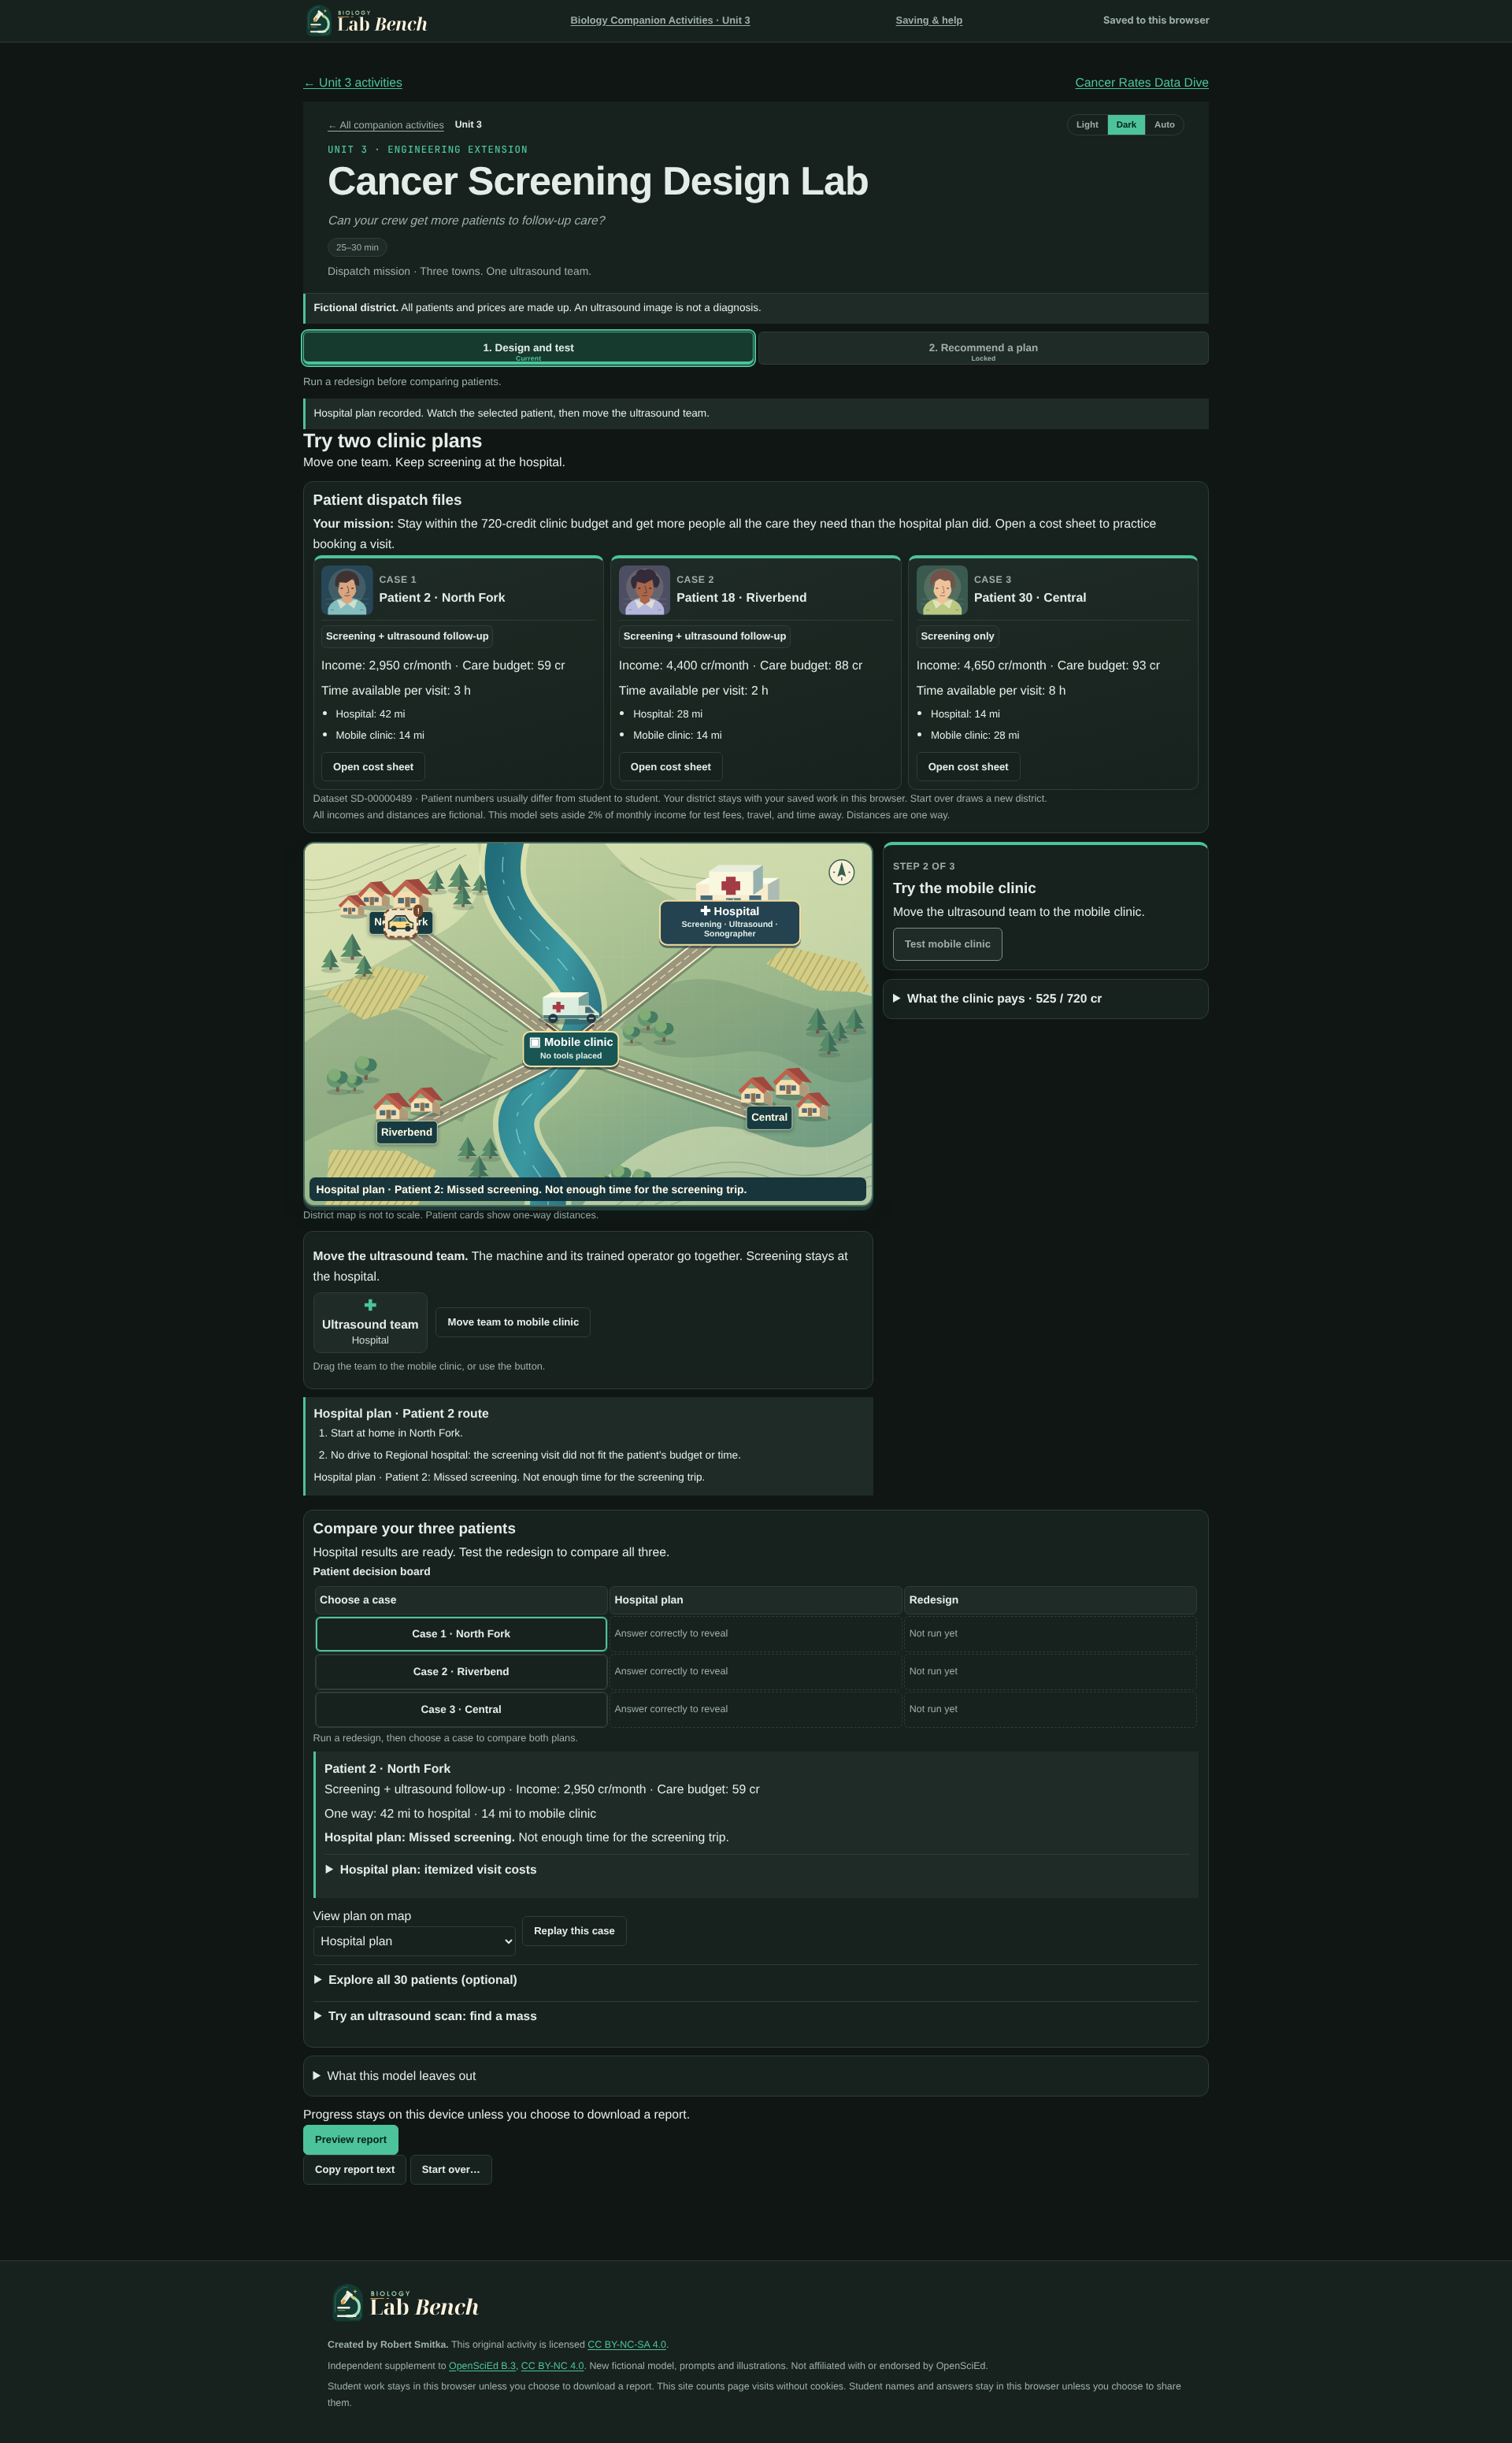 BIOLOGY
Lab Bench
Biology Companion Activities · Unit 3
Saving & help
Saved to this browser
← Unit 3 activities
Cancer Rates Data Dive
← All companion activities
Unit 3
Light
Dark
Auto
UNIT 3 · ENGINEERING EXTENSION
Cancer Screening Design Lab
Can your crew get more patients to follow-up care?
25–30 min
Dispatch mission · Three towns. One ultrasound team.
Fictional district. All patients and prices are made up. An ultrasound image is not a diagnosis.
1. Design and test
Current
2. Recommend a plan
Locked
Run a redesign before comparing patients.
Hospital plan recorded. Watch the selected patient, then move the ultrasound team.
Try two clinic plans
Move one team. Keep screening at the hospital.
Patient dispatch files
Your mission: Stay within the 720-credit clinic budget and get more people all the care they need than the hospital plan did. Open a cost sheet to practice
booking a visit.
CASE 1
Patient 2 · North Fork
Screening + ultrasound follow-up
Income: 2,950 cr/month · Care budget: 59 cr
Time available per visit: 3 h
• Hospital: 42 mi
• Mobile clinic: 14 mi
Open cost sheet
CASE 2
Patient 18 · Riverbend
Screening + ultrasound follow-up
Income: 4,400 cr/month · Care budget: 88 cr
Time available per visit: 2 h
• Hospital: 28 mi
• Mobile clinic: 14 mi
Open cost sheet
CASE 3
Patient 30 · Central
Screening only
Income: 4,650 cr/month · Care budget: 93 cr
Time available per visit: 8 h
• Hospital: 14 mi
• Mobile clinic: 28 mi
Open cost sheet
Dataset SD-00000489 · Patient numbers usually differ from student to student. Your district stays with your saved work in this browser. Start over draws a new district.
All incomes and distances are fictional. This model sets aside 2% of monthly income for test fees, travel, and time away. Distances are one way.
Hospital
Screening · Ultrasound ·
Sonographer
Mobile clinic
No tools placed
Riverbend
Central
Hospital plan · Patient 2: Missed screening. Not enough time for the screening trip.
STEP 2 OF 3
Try the mobile clinic
Move the ultrasound team to the mobile clinic.
Test mobile clinic
What the clinic pays · 525 / 720 cr
District map is not to scale. Patient cards show one-way distances.
Move the ultrasound team. The machine and its trained operator go together. Screening stays at
the hospital.
Ultrasound team
Hospital
Move team to mobile clinic
Drag the team to the mobile clinic, or use the button.
Hospital plan · Patient 2 route
1. Start at home in North Fork.
2. No drive to Regional hospital: the screening visit did not fit the patient's budget or time.
Hospital plan · Patient 2: Missed screening. Not enough time for the screening trip.
Compare your three patients
Hospital results are ready. Test the redesign to compare all three.
Patient decision board
Choose a case
Hospital plan
Redesign
Case 1 · North Fork
Answer correctly to reveal
Not run yet
Case 2 · Riverbend
Answer correctly to reveal
Not run yet
Case 3 · Central
Answer correctly to reveal
Not run yet
Run a redesign, then choose a case to compare both plans.
Patient 2 · North Fork
Screening + ultrasound follow-up · Income: 2,950 cr/month · Care budget: 59 cr
One way: 42 mi to hospital · 14 mi to mobile clinic
Hospital plan: Missed screening. Not enough time for the screening trip.
Hospital plan: itemized visit costs
View plan on map
Hospital plan
Replay this case
Explore all 30 patients (optional)
Try an ultrasound scan: find a mass
What this model leaves out
Progress stays on this device unless you choose to download a report.
Preview report
Copy report text
Start over…
BIOLOGY
Lab Bench
Created by Robert Smitka. This original activity is licensed CC BY-NC-SA 4.0.
Independent supplement to OpenSciEd B.3, CC BY-NC 4.0. New fictional model, prompts and illustrations. Not affiliated with or endorsed by OpenSciEd.
Student work stays in this browser unless you choose to download a report. This site counts page visits without cookies. Student names and answers stay in this browser unless you choose to share
them.